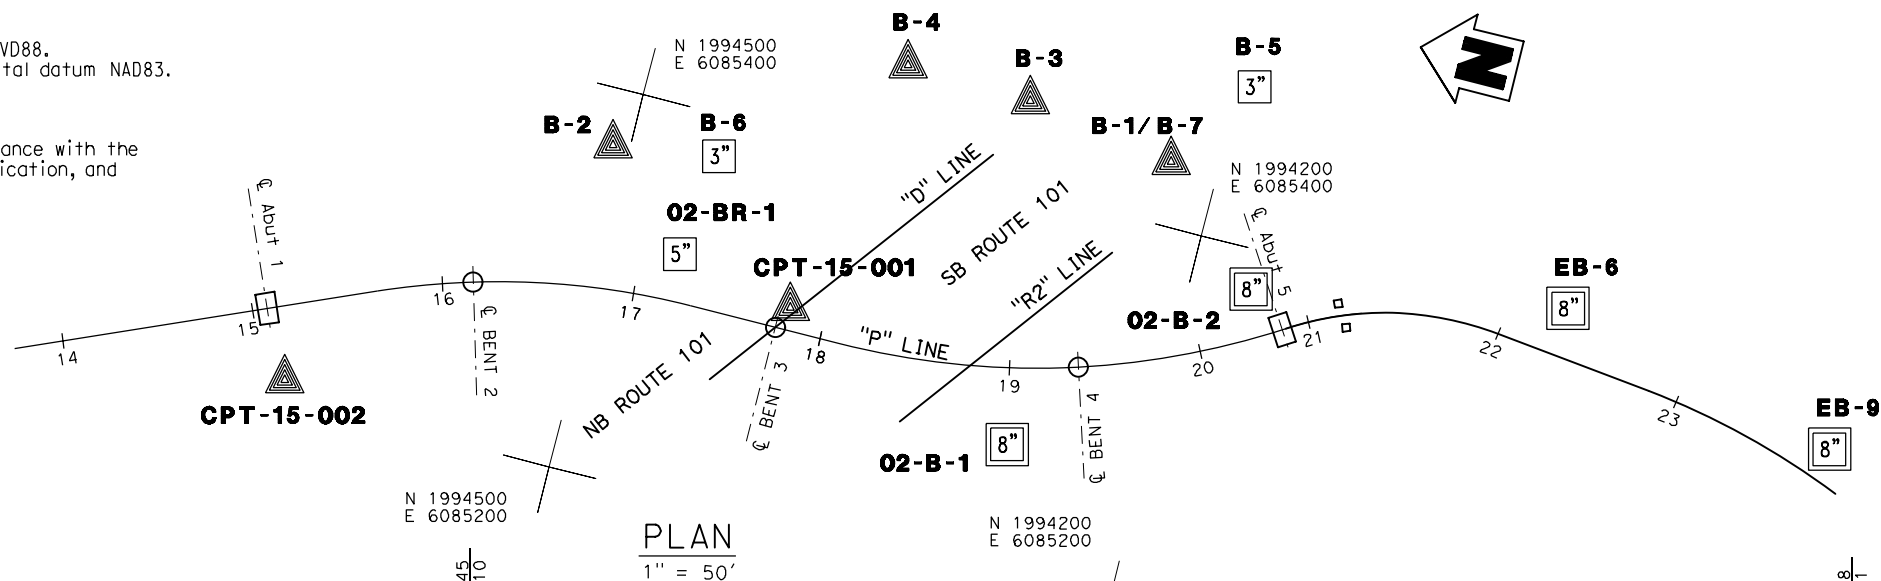 VD88.
tal datum NAD83.
ance with the
ication, and
N 1994500
E 6085400
B-4
B-3
B-5
3"
N
B-2
B-6
3"
B-1/B-7
N 1994200
E 6085400
02-BR-1
5"
"D" LINE
SB ROUTE 101
"R2" LINE
℄ Abut 1
CPT-15-001
℄ Abut 5
8"
02-B-2
EB-6
8"
14
15
16
17
18
19
20
21
22
23
"P" LINE
℄ BENT 2
℄ BENT 3
℄ BENT 4
NB ROUTE 101
CPT-15-002
02-B-1
8"
EB-9
8"
N 1994500
E 6085200
N 1994200
E 6085200
PLAN
1" = 50'
45
10
8
1